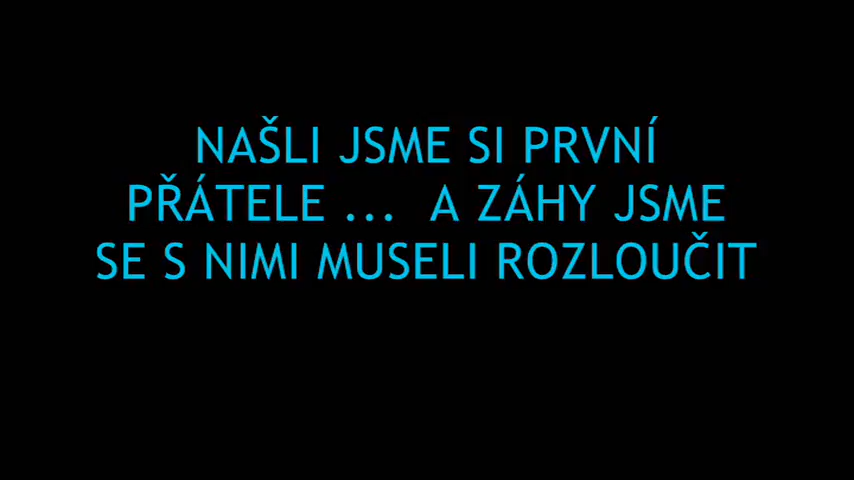 NAŠLI JSME SI PRVNÍ
PŘÁTELE ... A ZÁHY JSME
SE S NIMI MUSELI ROZLOUČIT